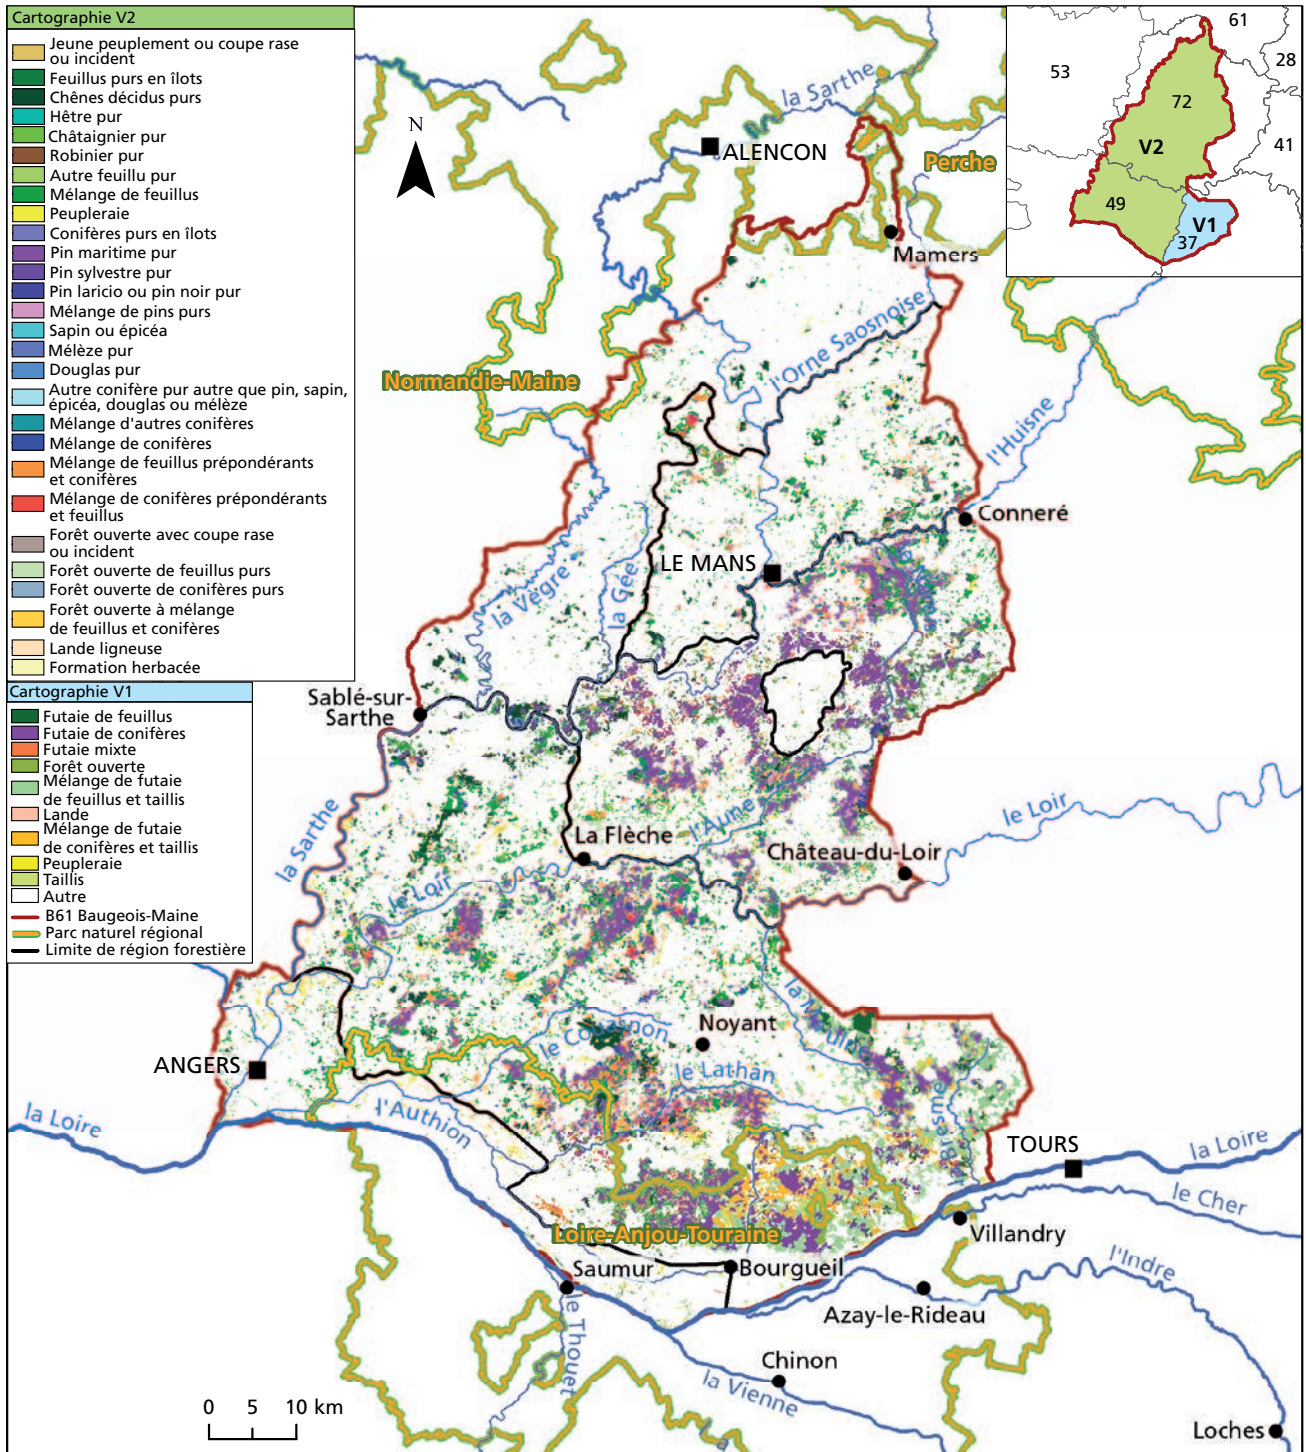 Cartographie V2
Jeune peuplement ou coupe rase
ou incident
Feuillus purs en îlots
Chênes décidus purs
Hêtre pur
Châtaignier pur
Robinier pur
Autre feuillu pur
Mélange de feuillus
Peupleraie
Conifères purs en îlots
Pin maritime pur
Pin sylvestre pur
Pin laricio ou pin noir pur
Mélange de pins purs
Sapin ou épicéa
Mélèze pur
Douglas pur
Autre conifère pur autre que pin, sapin,
épicéa, douglas ou mélèze
Mélange d'autres conifères
Mélange de conifères
Mélange de feuillus prépondérants
et conifères
Mélange de conifères prépondérants
et feuillus
Forêt ouverte avec coupe rase
ou incident
Forêt ouverte de feuillus purs
Forêt ouverte de conifères purs
Forêt ouverte à mélange
de feuillus et conifères
Lande ligneuse
Formation herbacée
Cartographie V1
Futaie de feuillus
Futaie de conifères
Futaie mixte
Forêt ouverte
Mélange de futaie
de feuillus et taillis
Lande
Mélange de futaie
de conifères et taillis
Peupleraie
Taillis
Autre
B61 Baugeois-Maine
Parc naturel régional
Limite de région forestière
61
53
28
72
41
V2
49
V1
37
N
la Sarthe
ALENCON
Perche
Mamers
l'Orne Saosnoise
Normandie-Maine
l'Huisne
Conneré
LE MANS
la Vègre
la Gée
Sablé-sur-
Sarthe
la Sarthe
La Flèche
l'Aune
Château-du-Loir
le Loir
le Loir
Noyant
le Lathan
ANGERS
l'Authion
la Loire
TOURS
la Loire
le Cher
Villandry
Loire-Anjou-Touraine
Saumur
Bourgueil
l'Indre
Azay-le-Rideau
le Thouet
Chinon
la Vienne
Loches
0 5 10 km